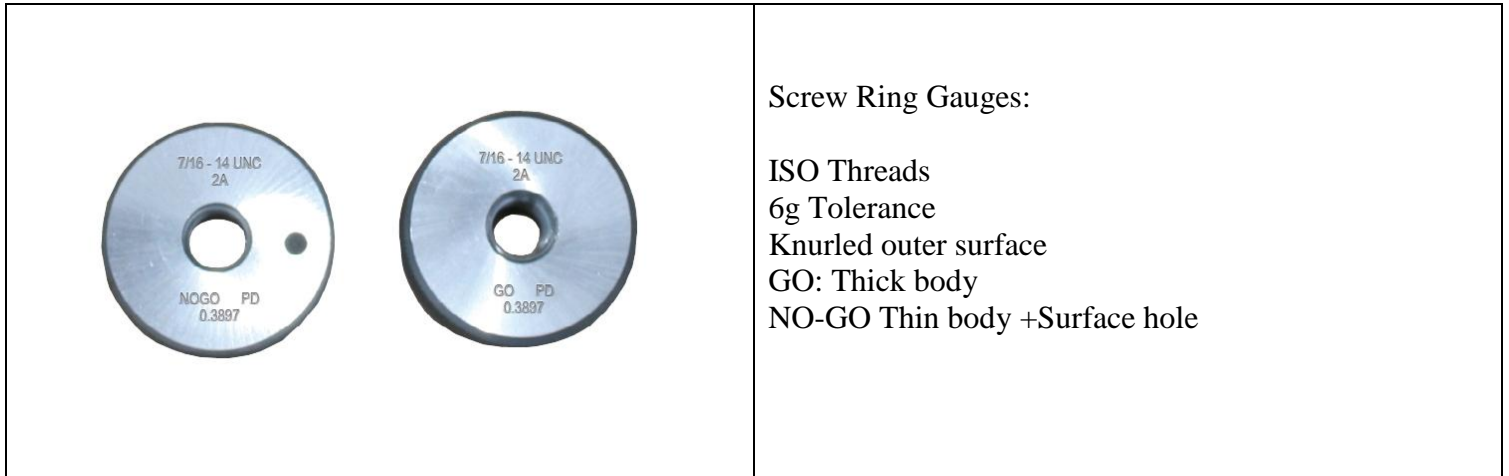 7/16 - 14 UNC
2A
NOGO PD
0.3897
7/16 - 14 UNC
2A
GO PD
0.3897
Screw Ring Gauges:
ISO Threads
6g Tolerance
Knurled outer surface
GO: Thick body
NO-GO Thin body +Surface hole